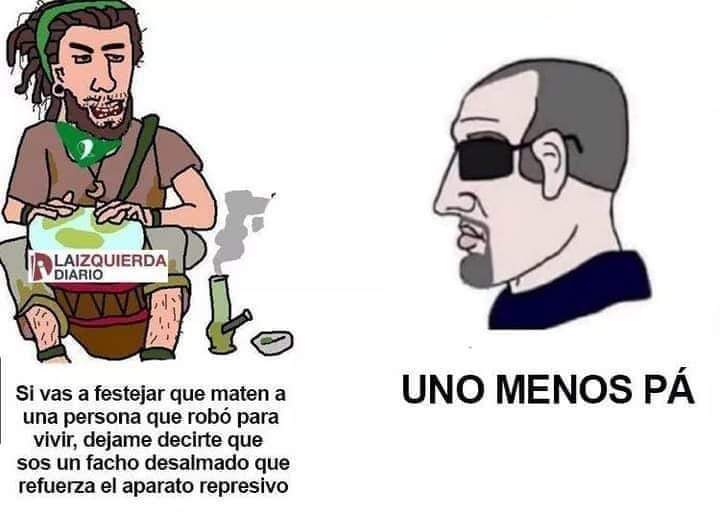 LAIZQUIERDA
DIARIO
Si vas a festejar que maten a
una persona que robó para
vivir, dejame decirte que
sos un facho desalmado que
refuerza el aparato represivo
UNO MENOS PÁ